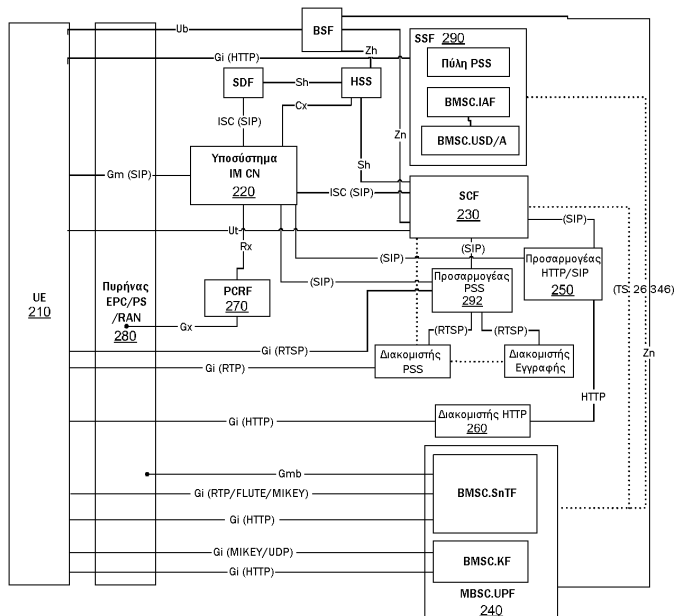 Ub
BSF
SSF 290
Gi (HTTP)
Zh
Πύλη PSS
SDF
Sh
HSS
BMSC.IAF
Cx
ISC (SIP)
Zn
BMSC.USD/A
Υποσύστημα
IM CN
220
Sh
Gm (SIP)
ISC (SIP)
SCF
230
(SIP)
Ut
Rx
(SIP)
(SIP)
Προσαρμογέας
HTTP/SIP
250
(TS 26 346)
UE
210
Πυρήνας
EPC/PS
/RAN
280
PCRF
270
(SIP)
Προσαρμογέας
PSS
292
Gx
(RTSP)
(RTSP)
Gi (RTSP)
Διακομιστής
PSS
Διακομιστής
Εγγραφής
Zn
Gi (RTP)
HTTP
Διακομιστής HTTP
260
Gi (HTTP)
Gmb
BMSC.SnTF
Gi (RTP/FLUTE/MIKEY)
Gi (HTTP)
Gi (MIKEY/UDP)
BMSC.KF
Gi (HTTP)
MBSC.UPF
240